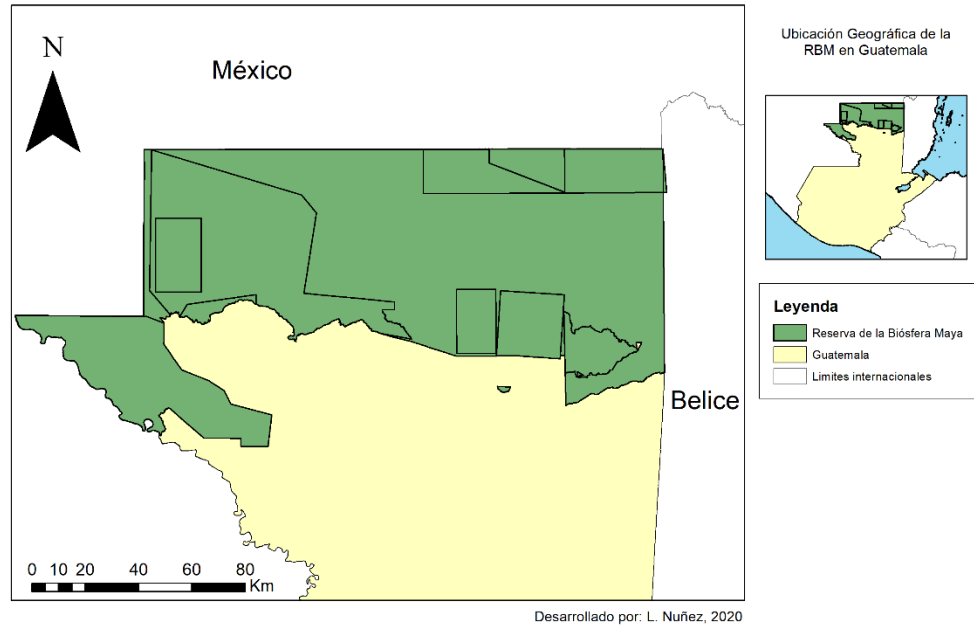 N
México
Belice
0 10 20 40 60 80
Km
Ubicación Geográfica de la
RBM en Guatemala
Leyenda
Reserva de la Biósfera Maya
Guatemala
Limites internacionales
Desarrollado por: L. Nuñez, 2020